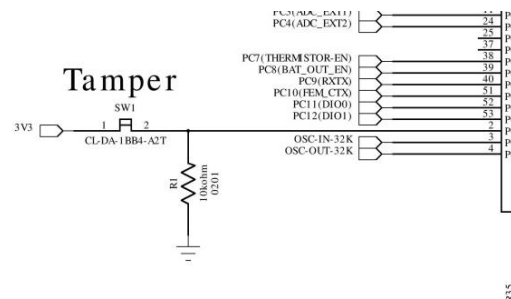 PC3(ADC_EXT1)
PC4(ADC_EXT2) 24
25
37
PC7(THERMISTOR-EN) 38
PC8(BAT_OUT_EN) 39
PC9(RXTX) 40
PC10(FEM_CTX) 51
PC11(DIO0) 52
PC12(DIO1) 53
2
OSC-IN-32K 3
OSC-OUT-32K 4
Tamper
SW1
3V3 1 2
CL-DA-1BB4-A2T
R1
10kohm
0201